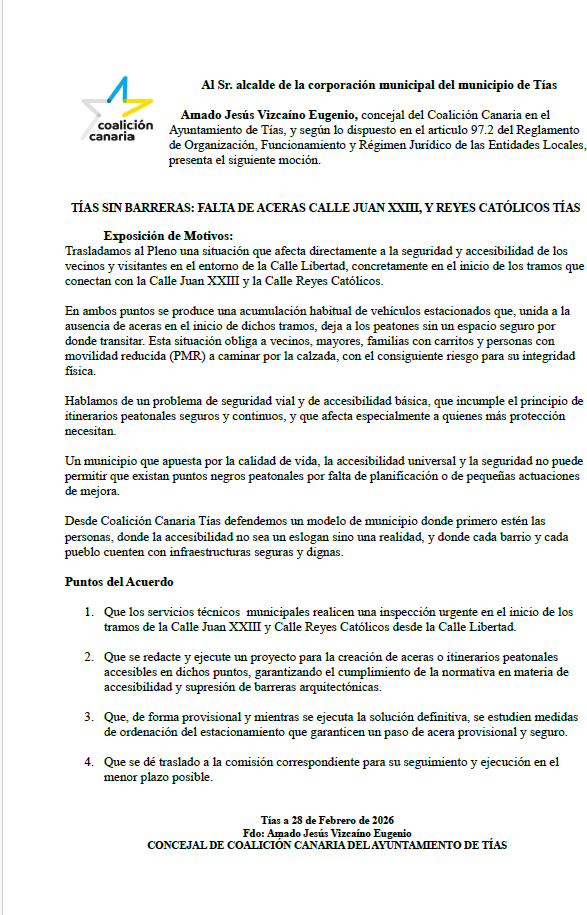 Al Sr. alcalde de la corporación municipal del municipio de Tías
coalición
canaria
Amado Jesús Vizcaíno Eugenio, concejal del Coalición Canaria en el
Ayuntamiento de Tías, y según lo dispuesto en el articulo 97.2 del Reglamento
de Organización, Funcionamiento y Régimen Jurídico de las Entidades Locales,
presenta el siguiente moción.
TÍAS SIN BARRERAS: FALTA DE ACERAS CALLE JUAN XXIII, Y REYES CATÓLICOS TÍAS
Exposición de Motivos:
Trasladamos al Pleno una situación que afecta directamente a la seguridad y accesibilidad de los
vecinos y visitantes en el entorno de la Calle Libertad, concretamente en el inicio de los tramos que
conectan con la Calle Juan XXIII y la Calle Reyes Católicos.
En ambos puntos se produce una acumulación habitual de vehículos estacionados que, unida a la
ausencia de aceras en el inicio de dichos tramos, deja a los peatones sin un espacio seguro por
donde transitar. Esta situación obliga a vecinos, mayores, familias con carritos y personas con
movilidad reducida (PMR) a caminar por la calzada, con el consiguiente riesgo para su integridad
física.
Hablamos de un problema de seguridad vial y de accesibilidad básica, que incumple el principio de
itinerarios peatonales seguros y continuos, y que afecta especialmente a quienes más protección
necesitan.
Un municipio que apuesta por la calidad de vida, la accesibilidad universal y la seguridad no puede
permitir que existan puntos negros peatonales por falta de planificación o de pequeñas actuaciones
de mejora.
Desde Coalición Canaria Tías defendemos un modelo de municipio donde primero estén las
personas, donde la accesibilidad no sea un eslogan sino una realidad, y donde cada barrio y cada
pueblo cuenten con infraestructuras seguras y dignas.
Puntos del Acuerdo
1. Que los servicios técnicos municipales realicen una inspección urgente en el inicio de los
tramos de la Calle Juan XXIII y Calle Reyes Católicos desde la Calle Libertad.
2. Que se redacte y ejecute un proyecto para la creación de aceras o itinerarios peatonales
accesibles en dichos puntos, garantizando el cumplimiento de la normativa en materia de
accesibilidad y supresión de barreras arquitectónicas.
3. Que, de forma provisional y mientras se ejecuta la solución definitiva, se estudien medidas
de ordenación del estacionamiento que garanticen un paso de acera provisional y seguro.
4. Que se dé traslado a la comisión correspondiente para su seguimiento y ejecución en el
menor plazo posible.
Tías a 28 de Febrero de 2026
Fdo: Amado Jesús Vizcaíno Eugenio
CONCEJAL DE COALICIÓN CANARIA DEL AYUNTAMIENTO DE TÍAS